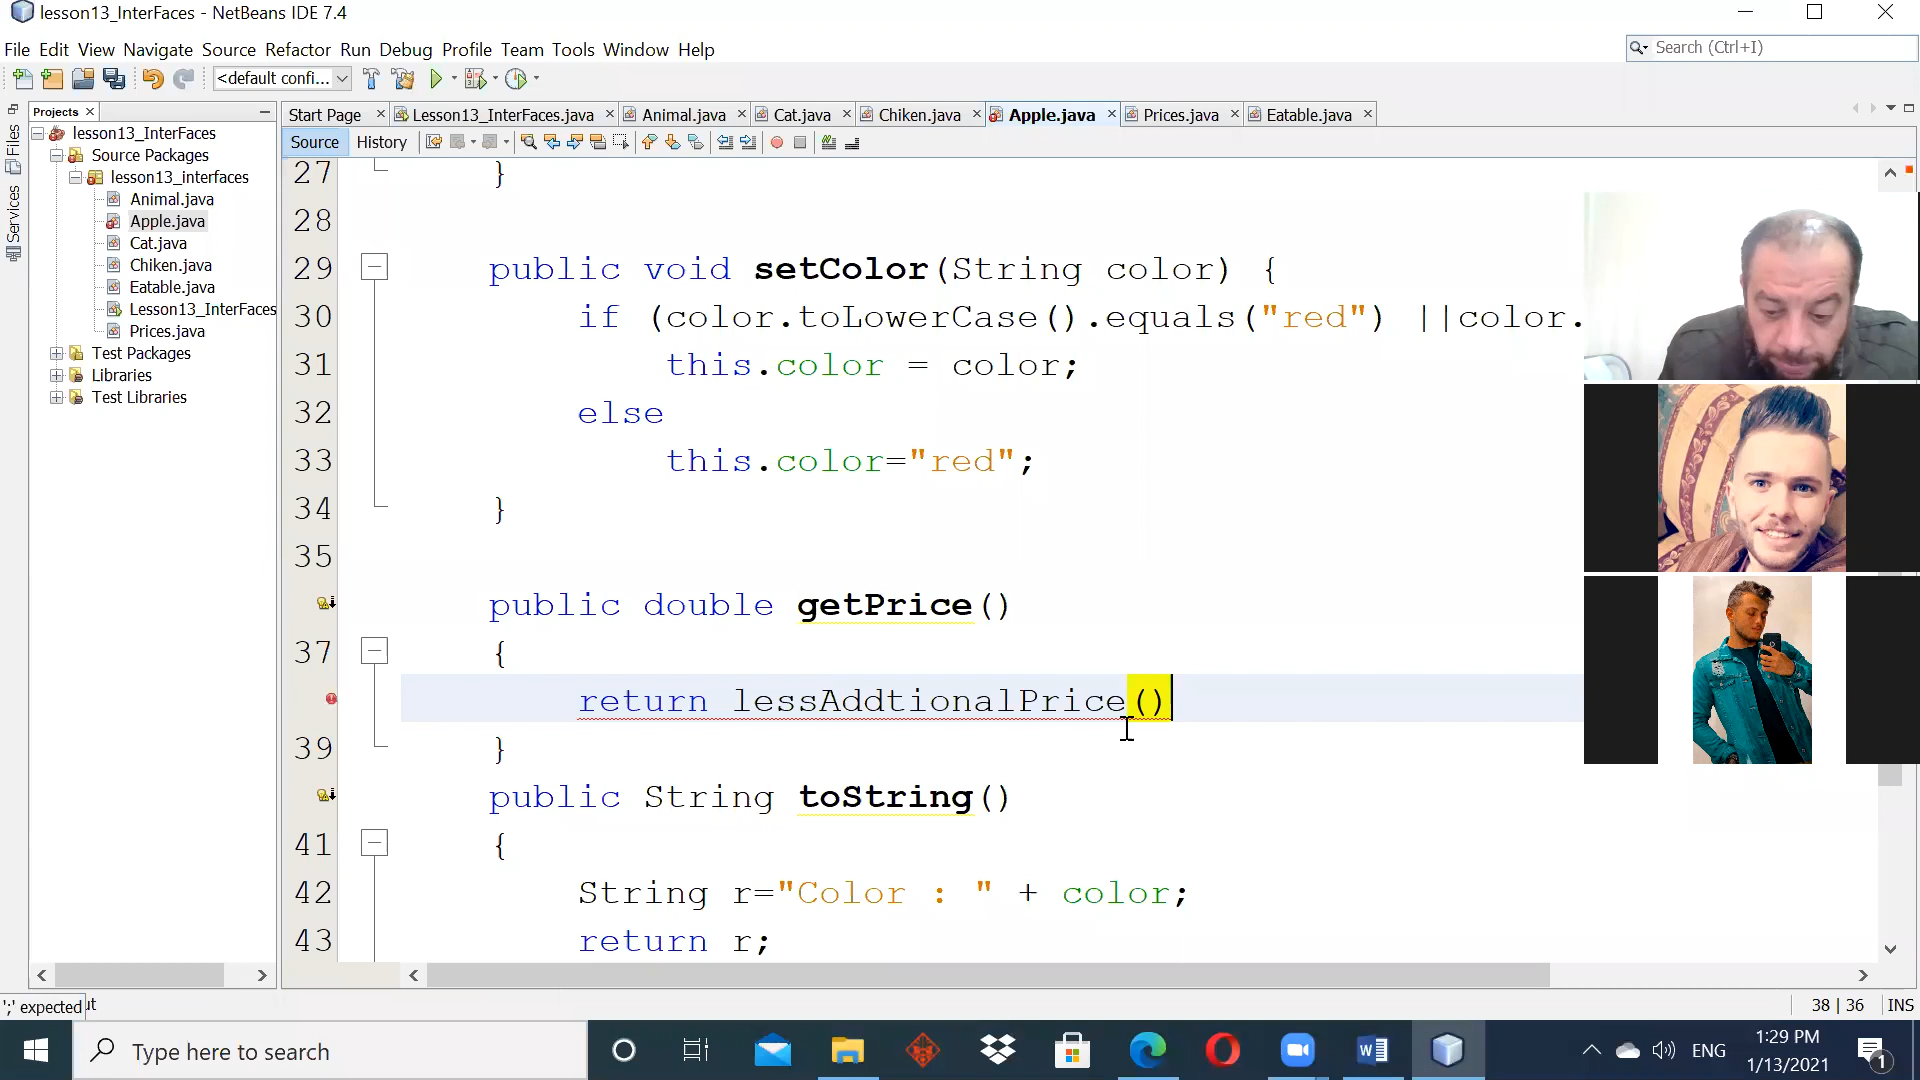 lesson13_InterFaces - NetBeans IDE 7.4
File Edit View Navigate Source Refactor Run Debug Profile Team Tools Window Help
Search (Ctrl+I)
<default confi...
Projects
Start Page
Lesson13_InterFaces.java
Animal.java
Cat.java
Chiken.java
Apple.java
Prices.java
Eatable.java
Source
History
Files
Services
lesson13_InterFaces
Source Packages
lesson13_interfaces
Animal.java
Apple.java
Cat.java
Chiken.java
Eatable.java
Lesson13_InterFaces
Prices.java
Test Packages
Libraries
Test Libraries
27 }
28
29 public void setColor(String color) {
30 if (color.toLowerCase().equals("red") ||color.
31 this.color = color;
32 else
33 this.color="red";
34 }
35
public double getPrice()
37 {
return lessAddtionalPrice()
39 }
public String toString()
41 {
42 String r="Color : " + color;
43 return r;
';' expected
38 | 36
INS
Type here to search
ENG
1:29 PM
1/13/2021
1